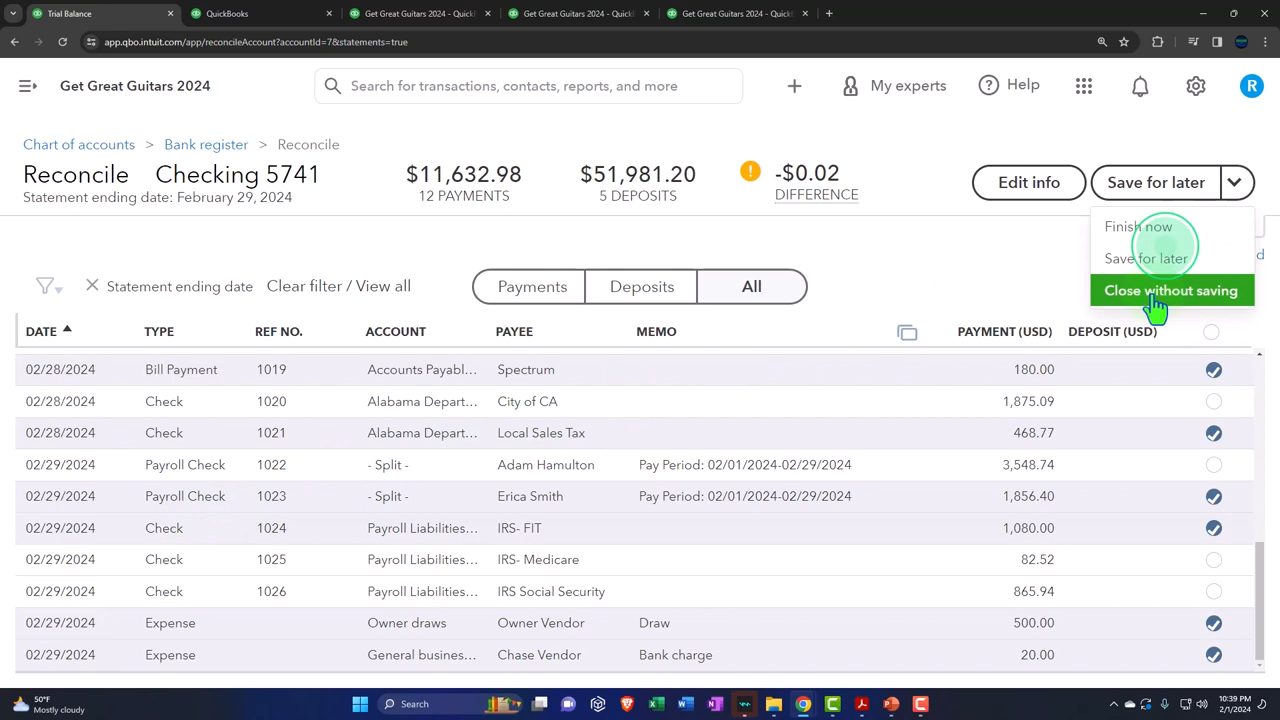 Trial Balance
QuickBooks
Get Great Guitars 2024 - QuickB
Get Great Guitars 2024 - QuickB
Get Great Guitars 2024 - QuickB
app.qbo.intuit.com/app/reconcileAccount?accountId=7&statements=true
Get Great Guitars 2024
Search for transactions, contacts, reports, and more
My experts
Help
R
Chart of accounts > Bank register > Reconcile
Reconcile Checking 5741
Statement ending date: February 29, 2024
$11,632.98
12 PAYMENTS
$51,981.20
5 DEPOSITS
-$0.02
DIFFERENCE
Edit info
Save for later
Finish now
Save for later
Close without saving
Statement ending date
Clear filter / View all
Payments
Deposits
All
DATE TYPE REF NO. ACCOUNT PAYEE MEMO PAYMENT (USD) DEPOSIT (USD)
02/28/2024 Bill Payment 1019 Accounts Payabl... Spectrum 180.00
02/28/2024 Check 1020 Alabama Depart... City of CA 1,875.09
02/28/2024 Check 1021 Alabama Depart... Local Sales Tax 468.77
02/29/2024 Payroll Check 1022 - Split - Adam Hamilton Pay Period: 02/01/2024-02/29/2024 3,548.74
02/29/2024 Payroll Check 1023 - Split - Erica Smith Pay Period: 02/01/2024-02/29/2024 1,856.40
02/29/2024 Check 1024 Payroll Liabilities... IRS- FIT 1,080.00
02/29/2024 Check 1025 Payroll Liabilities... IRS- Medicare 82.52
02/29/2024 Check 1026 Payroll Liabilities... IRS Social Security 865.94
02/29/2024 Expense Owner draws Owner Vendor Draw 500.00
02/29/2024 Expense General busines... Chase Vendor Bank charge 20.00
50°F
Mostly cloudy
Search
10:39 PM
2/1/2024